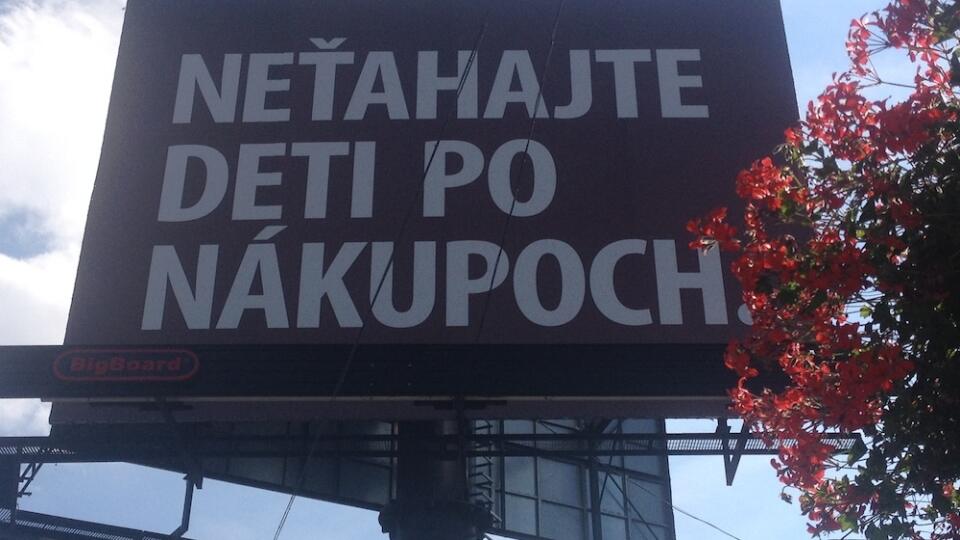 NEŤAHAJTE
DETI PO
NÁKUPOCH.
BigBoard